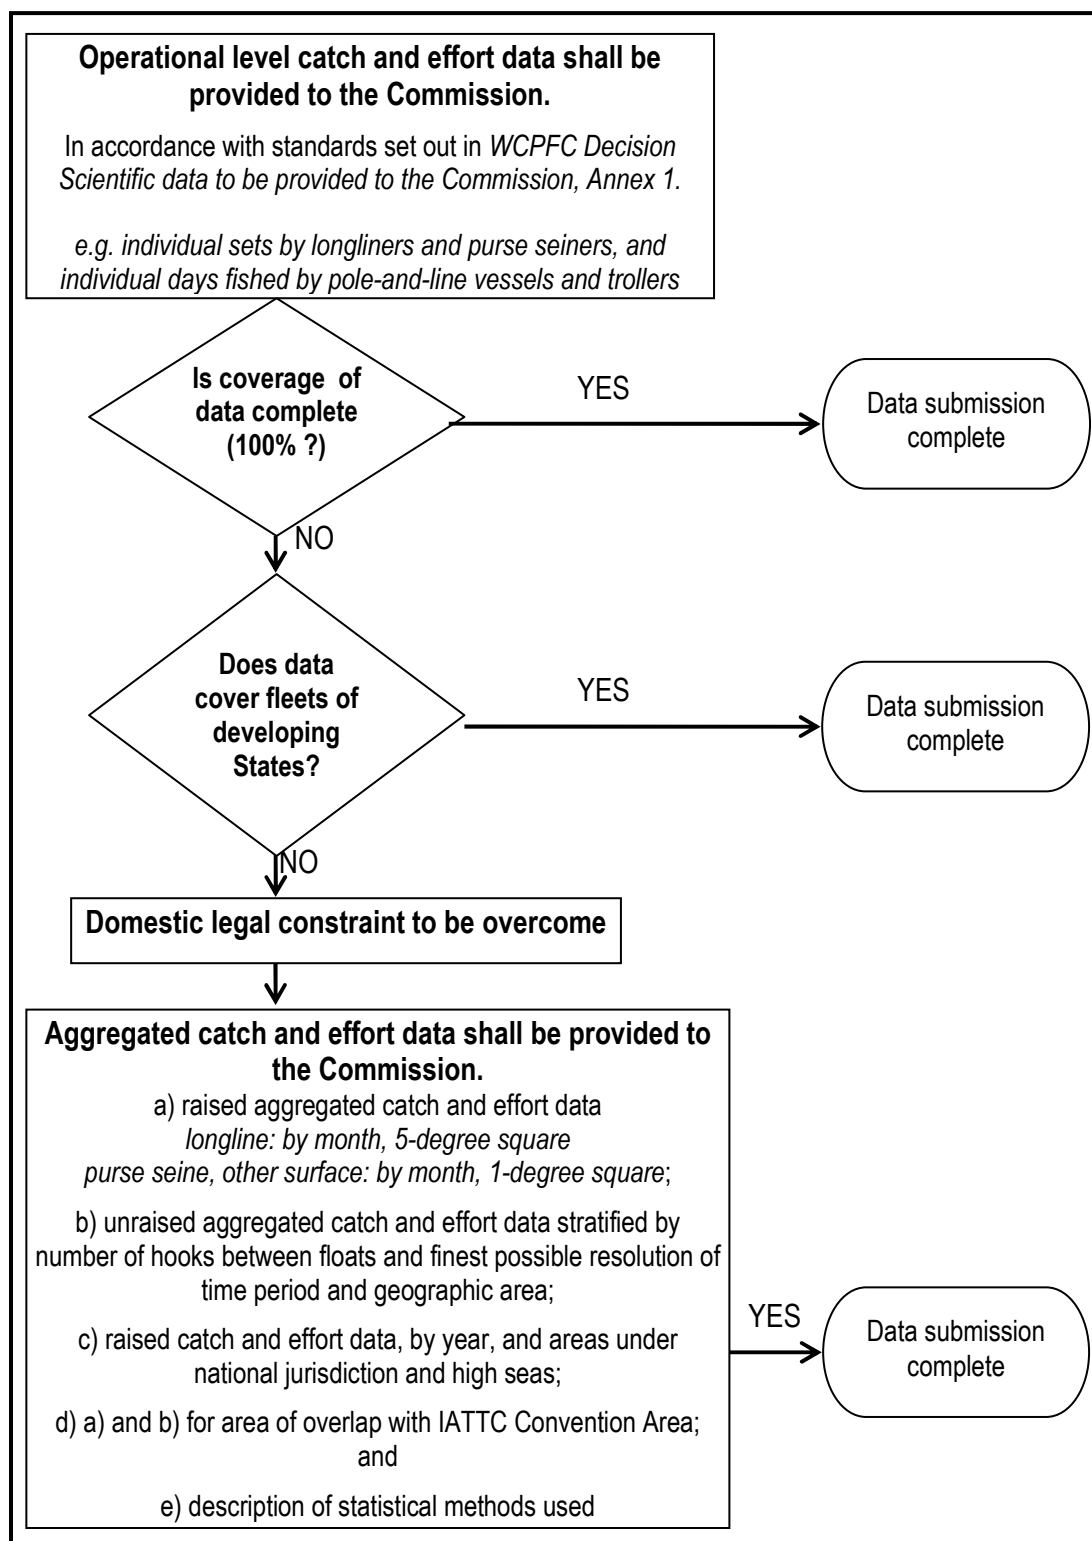 Operational level catch and effort data shall be
provided to the Commission.
In accordance with standards set out in WCPFC Decision
Scientific data to be provided to the Commission, Annex 1.
e.g. individual sets by longliners and purse seiners, and
individual days fished by pole-and-line vessels and trollers
Is coverage of
data complete
(100% ?)
YES
Data submission
complete
NO
Does data
cover fleets of
developing
States?
YES
Data submission
complete
NO
Domestic legal constraint to be overcome
Aggregated catch and effort data shall be provided to
the Commission.
a) raised aggregated catch and effort data
longline: by month, 5-degree square
purse seine, other surface: by month, 1-degree square;
b) unraised aggregated catch and effort data stratified by
number of hooks between floats and finest possible resolution of
time period and geographic area;
c) raised catch and effort data, by year, and areas under
national jurisdiction and high seas;
d) a) and b) for area of overlap with IATTC Convention Area;
and
e) description of statistical methods used
YES
Data submission
complete